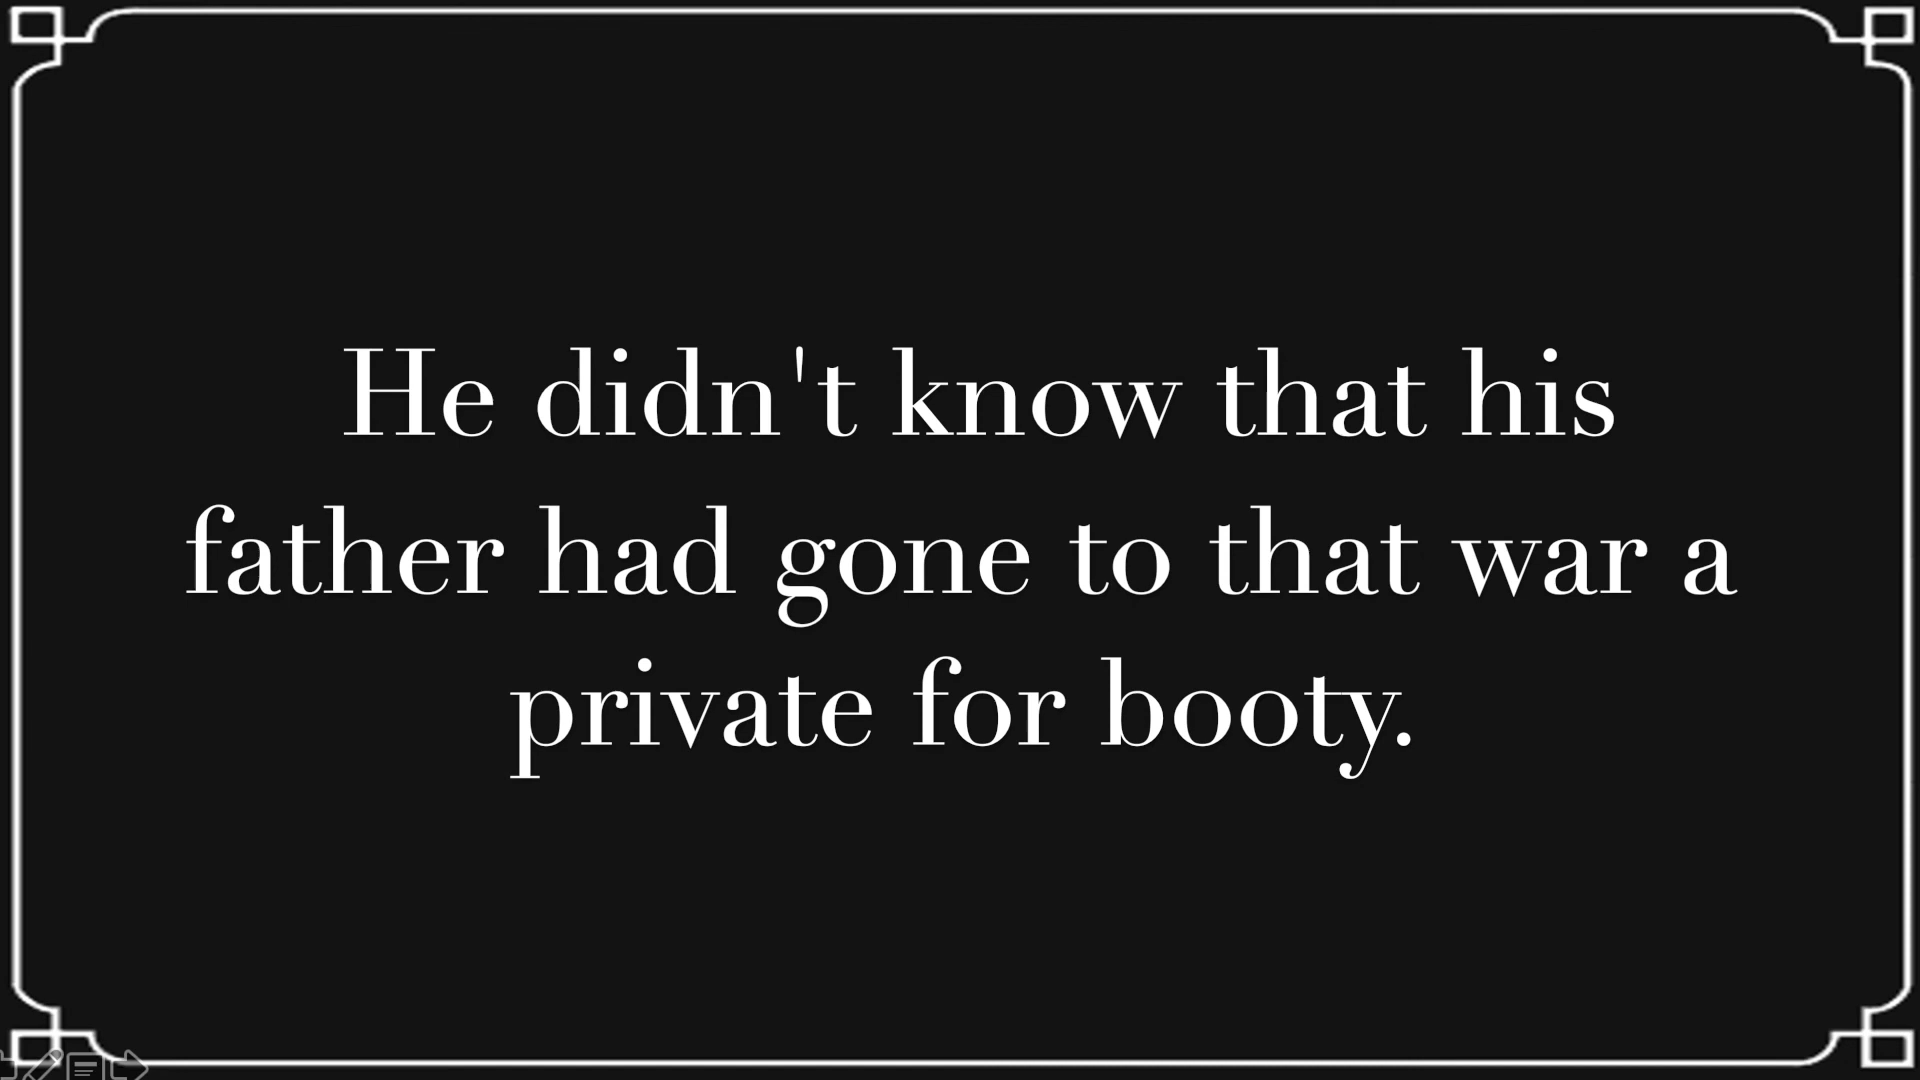 He didn't know that his
father had gone to that war a
private for booty.